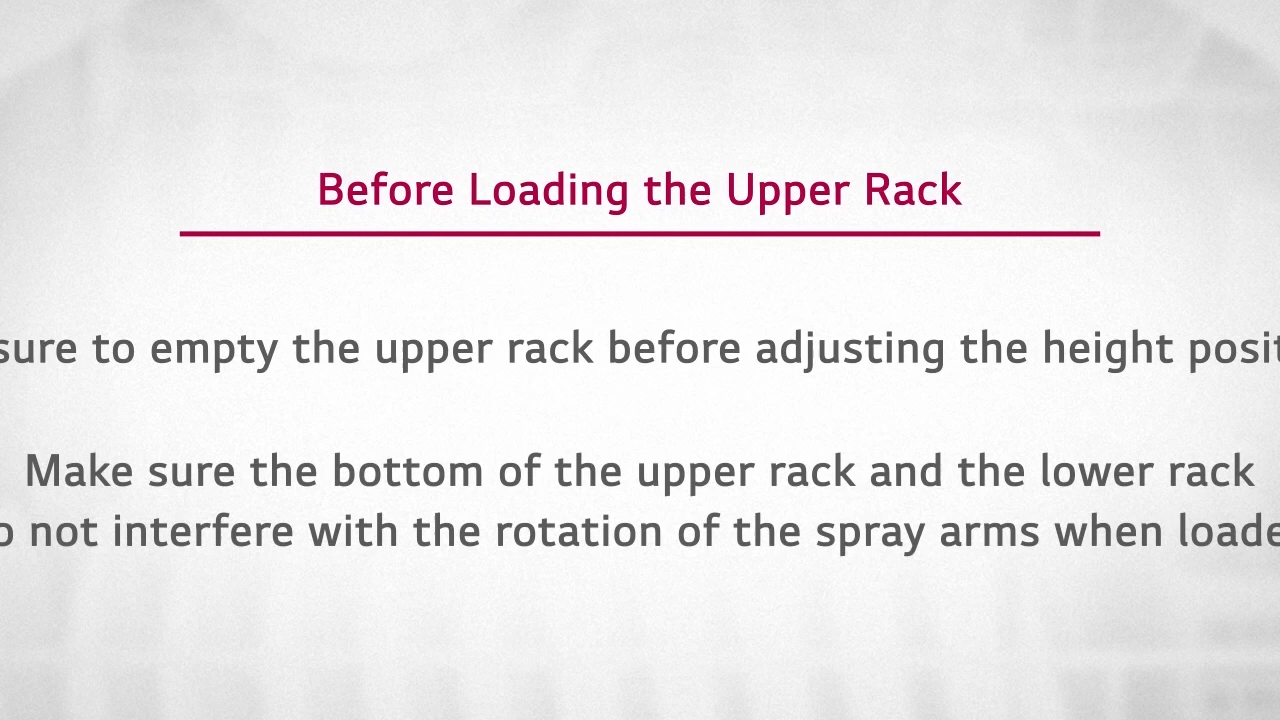 Before Loading the Upper Rack
sure to empty the upper rack before adjusting the height posit
Make sure the bottom of the upper rack and the lower rack
o not interfere with the rotation of the spray arms when loade